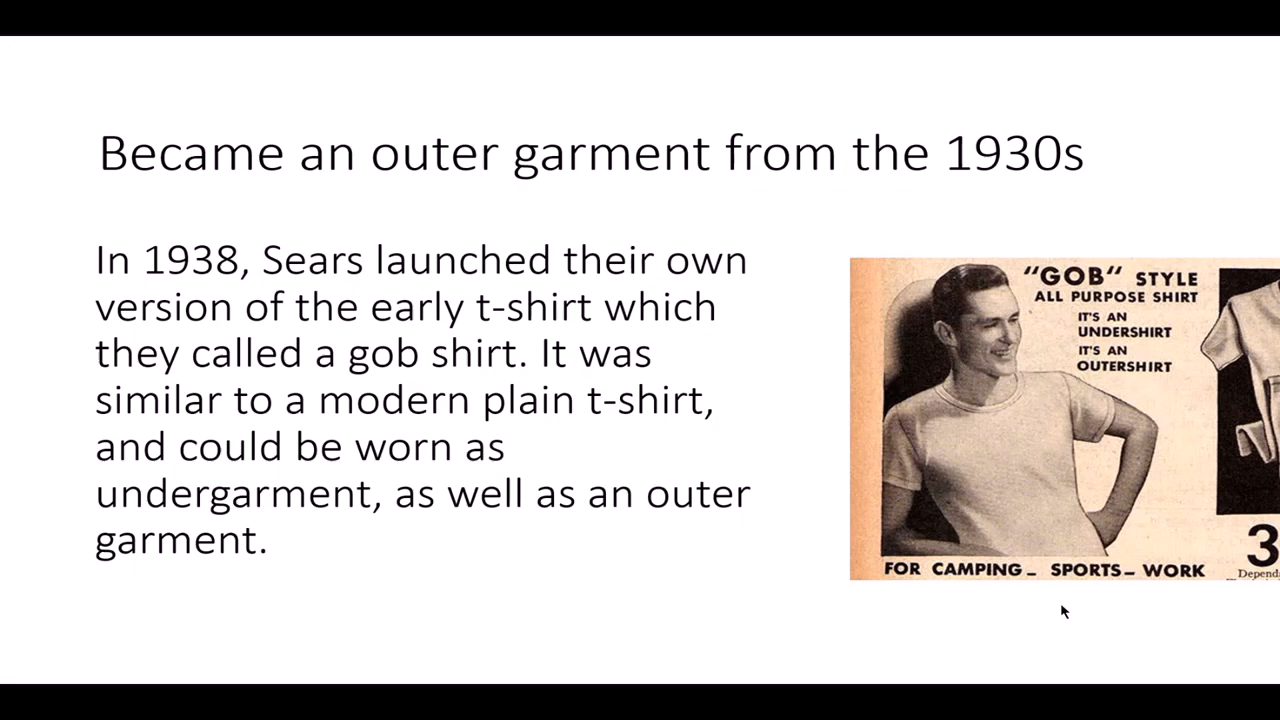 Became an outer garment from the 1930s
In 1938, Sears launched their own
version of the early t-shirt which
they called a gob shirt. It was
similar to a modern plain t-shirt,
and could be worn as
undergarment, as well as an outer
garment.
"GOB" STYLE
ALL PURPOSE SHIRT
IT'S AN
UNDERSHIRT
IT'S AN
OUTERSHIRT
FOR CAMPING – SPORTS – WORK
3